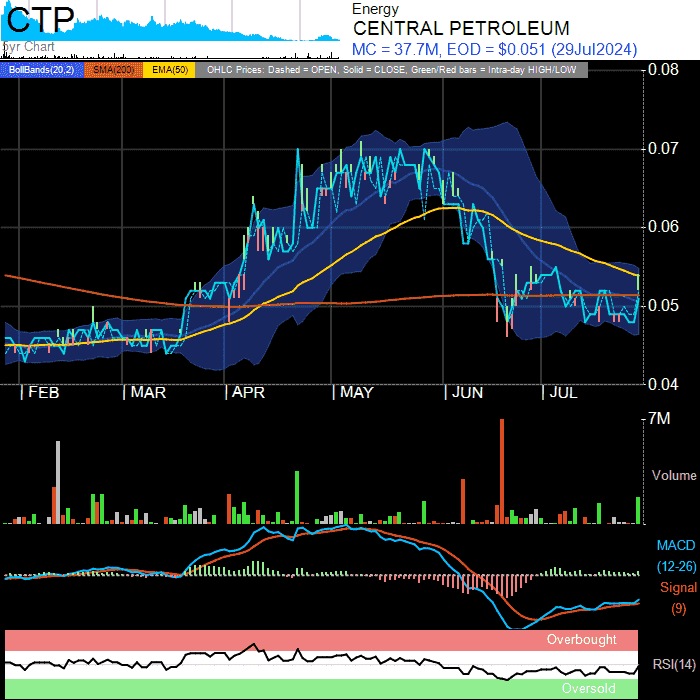 CTP
5yr Chart
Energy
CENTRAL PETROLEUM
MC = 37.7M, EOD = $0.051 (29Jul2024)
BollBands(20,2) SMA(200) EMA(50) OHLC Prices: Dashed = OPEN, Solid = CLOSE, Green/Red bars = Intra-day HIGH/LOW
0.08
0.07
0.06
0.05
0.04
FEB MAR APR MAY JUN JUL
7M
Volume
MACD
(12-26)
Signal
(9)
Overbought
RSI(14)
Oversold